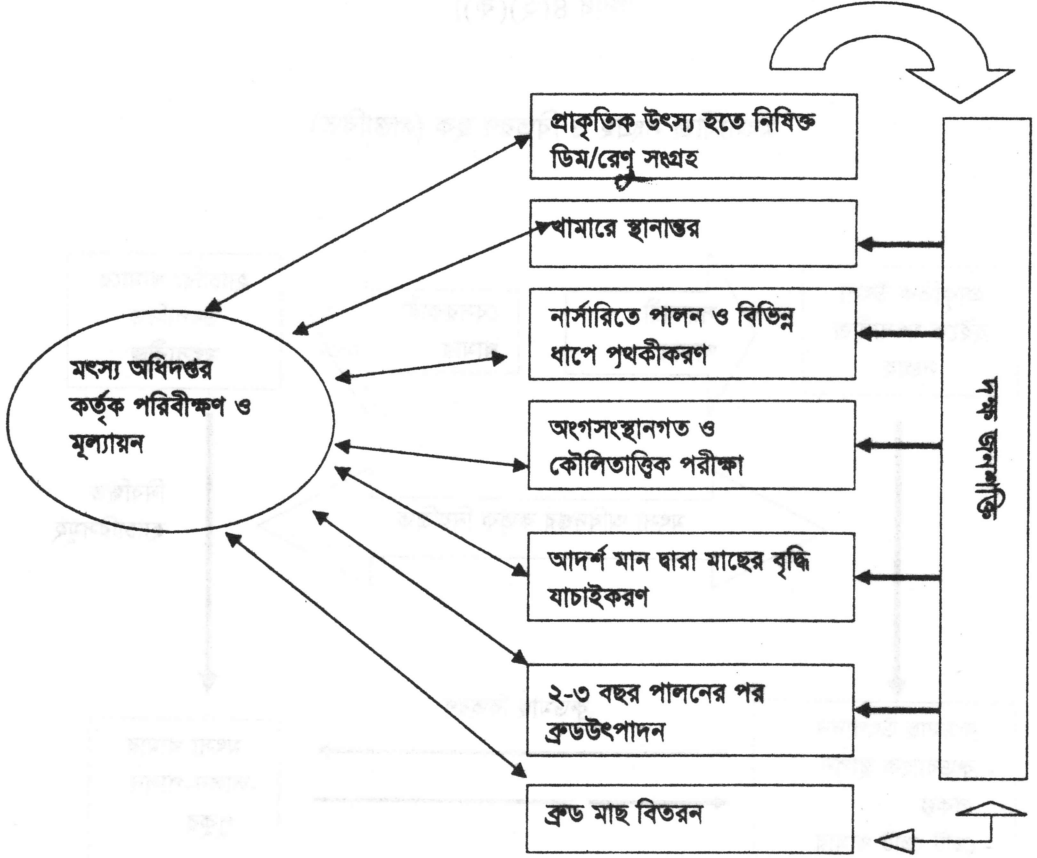 প্রাকৃতিক উৎস্য হতে নিষিক্ত
ডিম/রেণু সংগ্রহ
খামারে স্থানান্তর
নার্সারিতে পালন ও বিভিন্ন
ধাপে পৃথকীকরণ
মৎস্য অধিদপ্তর
কর্তৃক পরিবীক্ষণ ও
মূল্যায়ন
অংগসংস্থানগত ও
কৌলিতাত্ত্বিক পরীক্ষা
আদর্শ মান দ্বারা মাছের বৃদ্ধি
যাচাইকরণ
২-৩ বছর পালনের পর
ব্রুডউৎপাদন
ব্রুড মাছ বিতরন
দক্ষ জনশক্তি